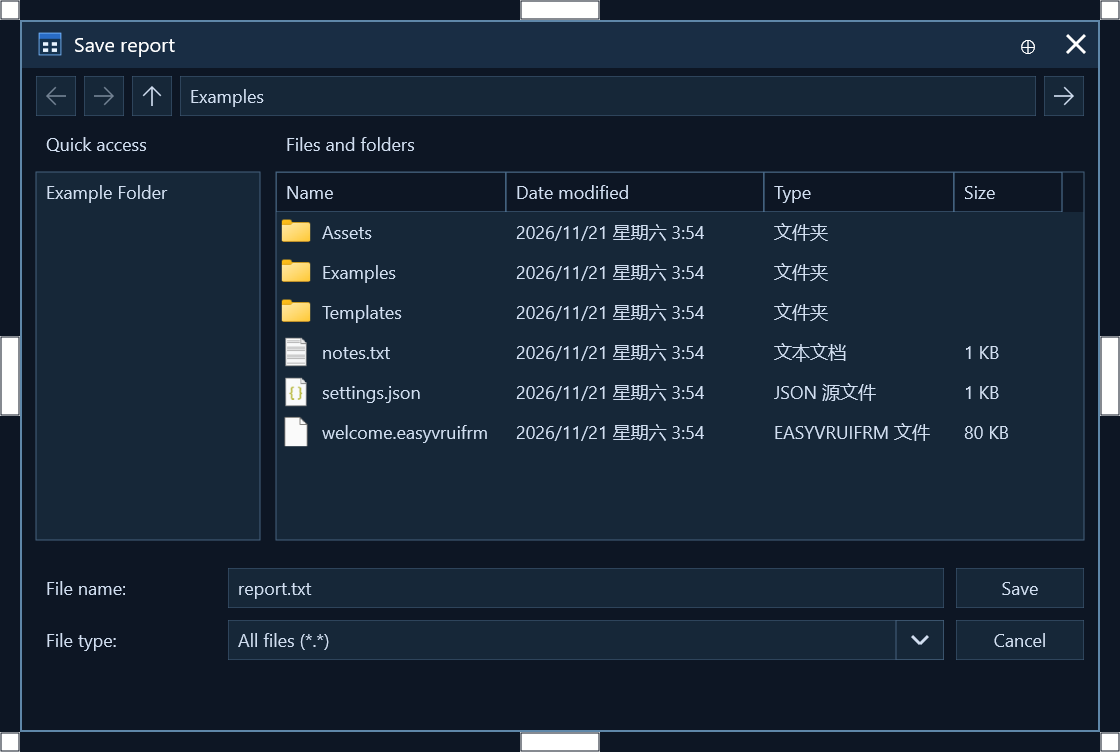 Save report
Examples
Quick access
Files and folders
Example Folder
Name Date modified Type Size
Assets 2026/11/21 星期六 3:54 文件夹
Examples 2026/11/21 星期六 3:54 文件夹
Templates 2026/11/21 星期六 3:54 文件夹
notes.txt 2026/11/21 星期六 3:54 文本文档 1 KB
settings.json 2026/11/21 星期六 3:54 JSON 源文件 1 KB
welcome.easyvruifrm 2026/11/21 星期六 3:54 EASYVRUIFRM 文件 80 KB
File name: report.txt Save
File type: All files (*.*) Cancel